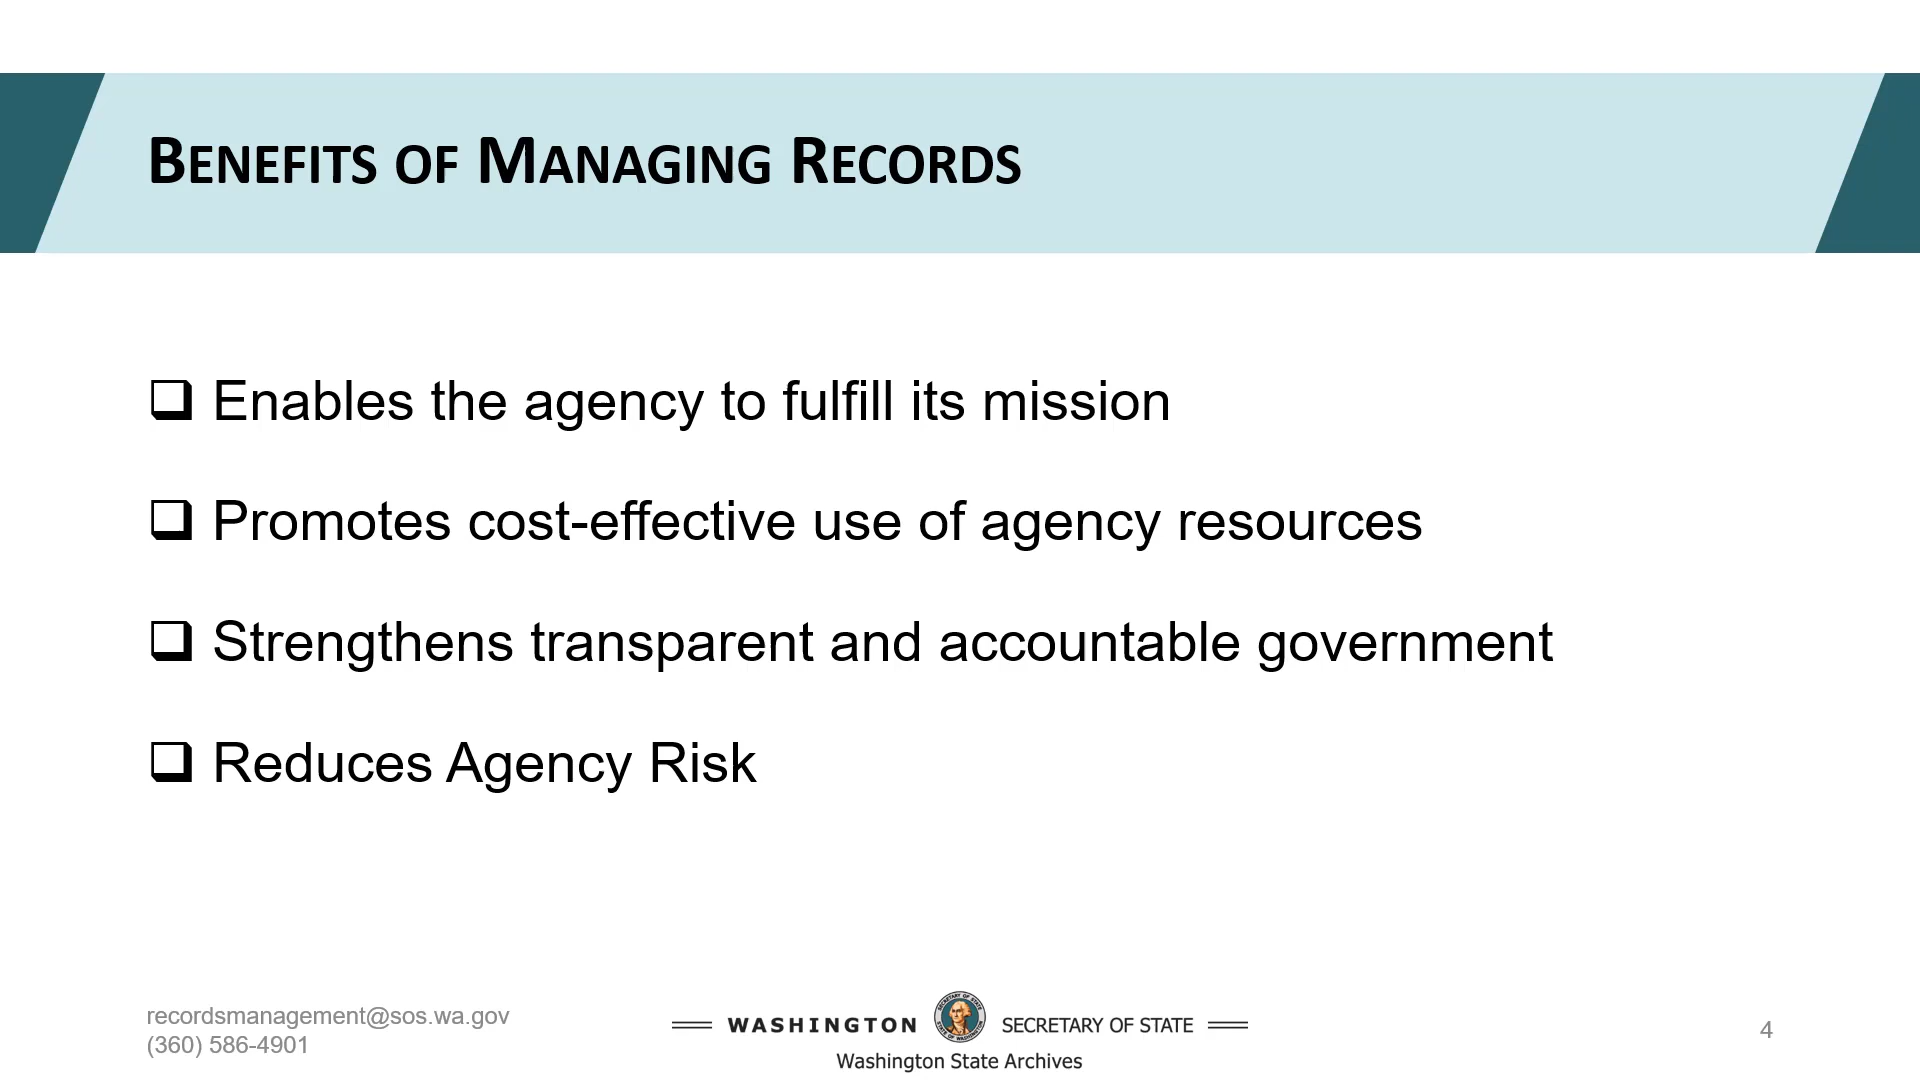 Benefits of Managing Records
❑ Enables the agency to fulfill its mission
❑ Promotes cost-effective use of agency resources
❑ Strengthens transparent and accountable government
❑ Reduces Agency Risk
recordsmanagement@sos.wa.gov
(360) 586-4901
WASHINGTON SECRETARY OF STATE
Washington State Archives
4